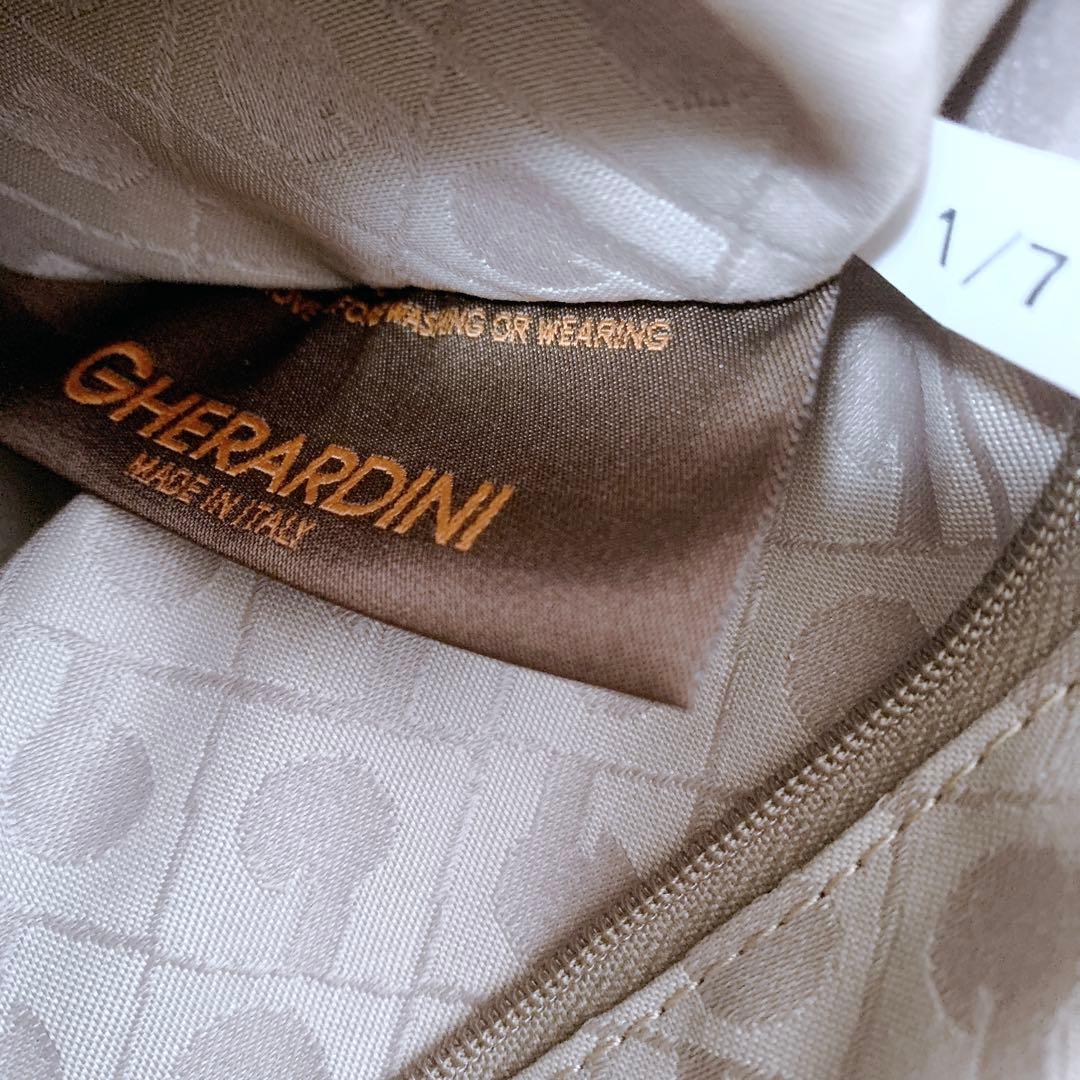 FOR WASHING OR WEARING
GHERARDINI
MADE IN ITALY
1/7